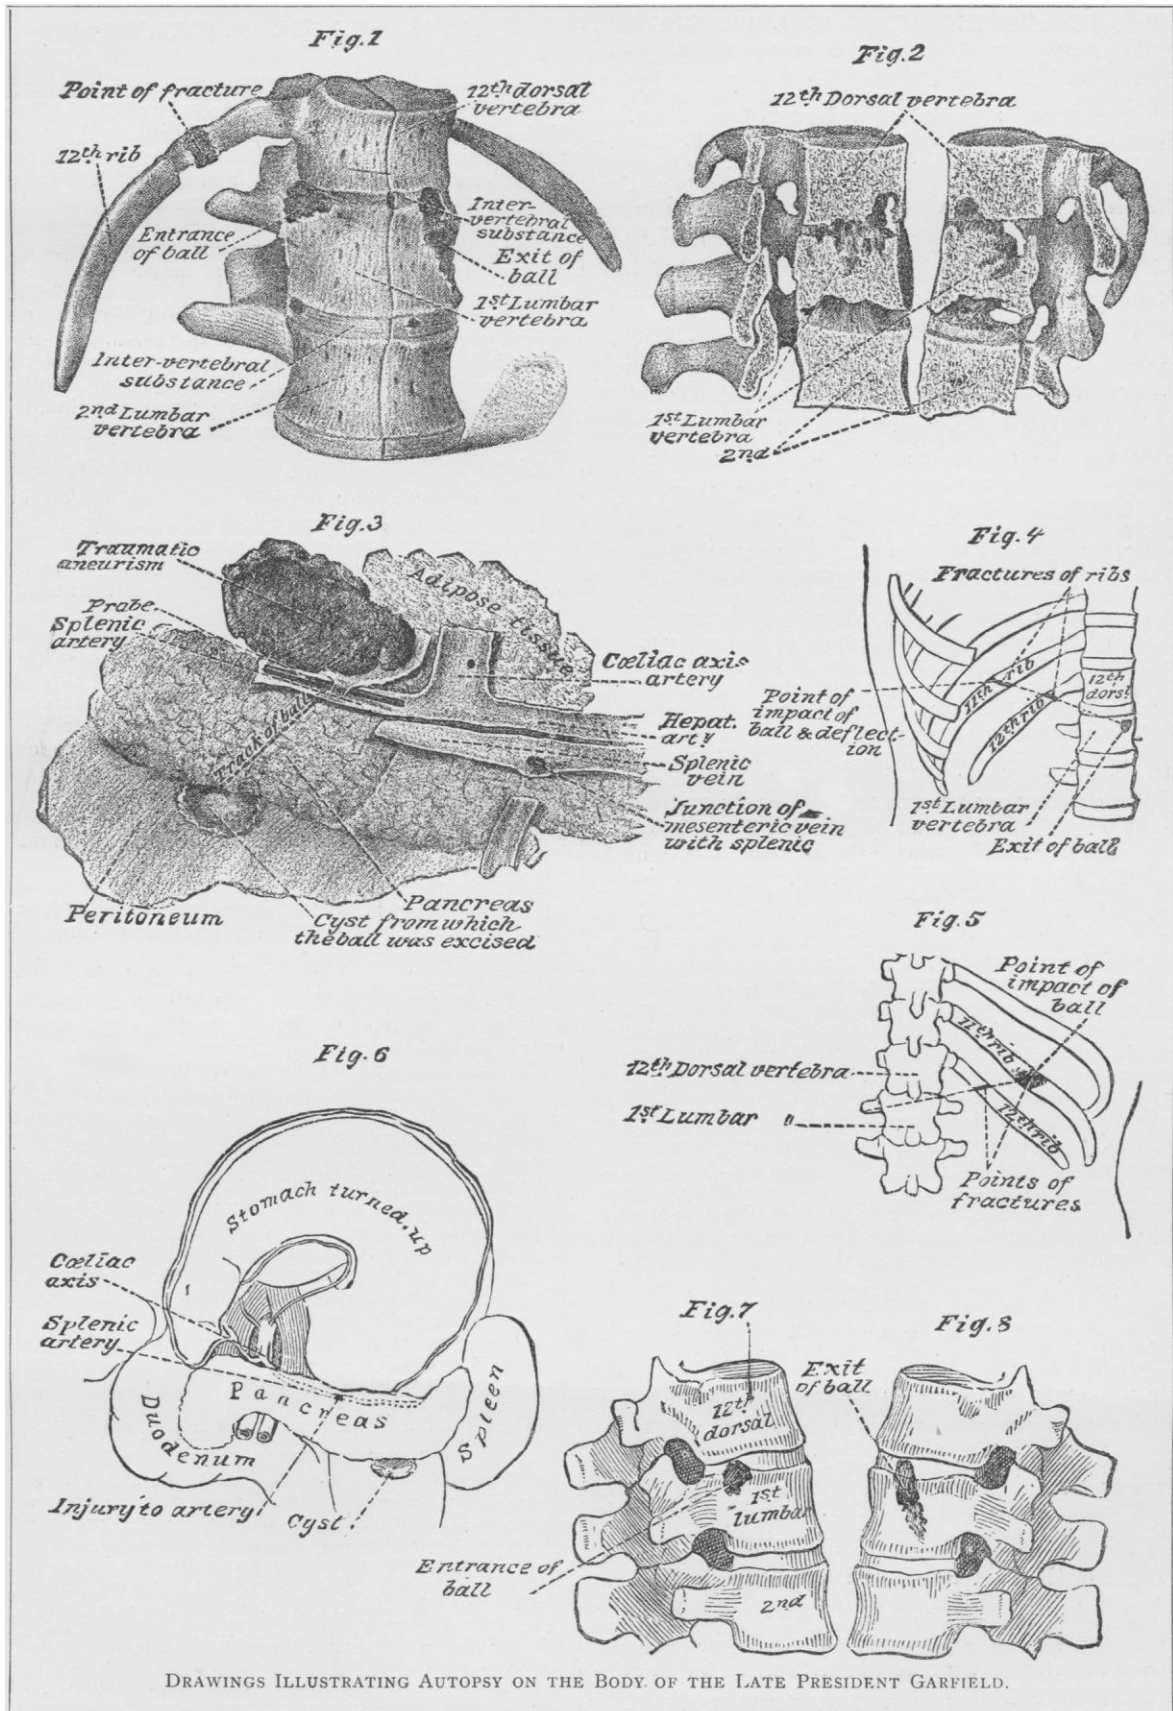 Fig.1
Point of fracture
12th rib
Entrance
of ball
Inter-vertebral
substance
2nd Lumbar
vertebra
12th dorsal
vertebra
Inter-
vertebral
substance
Exit of
ball
1st Lumbar
vertebra
Fig.2
12th Dorsal vertebra
1st Lumbar
vertebra
2nd
Fig.3
Traumatic
aneurism
Probe
Splenic
artery
Adipose tissue
Track of ball
Cœliac axis
artery
Hepat.
arty
Splenic
vein
Junction of
mesenteric vein
with splenic
Peritoneum
Pancreas
Cyst from which
the ball was excised
Fig.4
Fractures of ribs
11th rib
12th rib
12th
dorsl
Point of
impact of
ball & deflect-
ion
1st Lumbar
vertebra
Exit of ball
Fig.5
Point of
impact of
ball
11th rib
12th rib
12th Dorsal vertebra
1st Lumbar "
Points of
fractures
Fig.6
Stomach turned up
Cœliac
axis
Splenic
artery
Pancreas
Duodenum
Spleen
Injury to artery
Cyst
Fig.7
12th
dorsal
1st
lumbar
2nd
Entrance of
ball
Fig.8
Exit
of ball
DRAWINGS ILLUSTRATING AUTOPSY ON THE BODY OF THE LATE PRESIDENT GARFIELD.